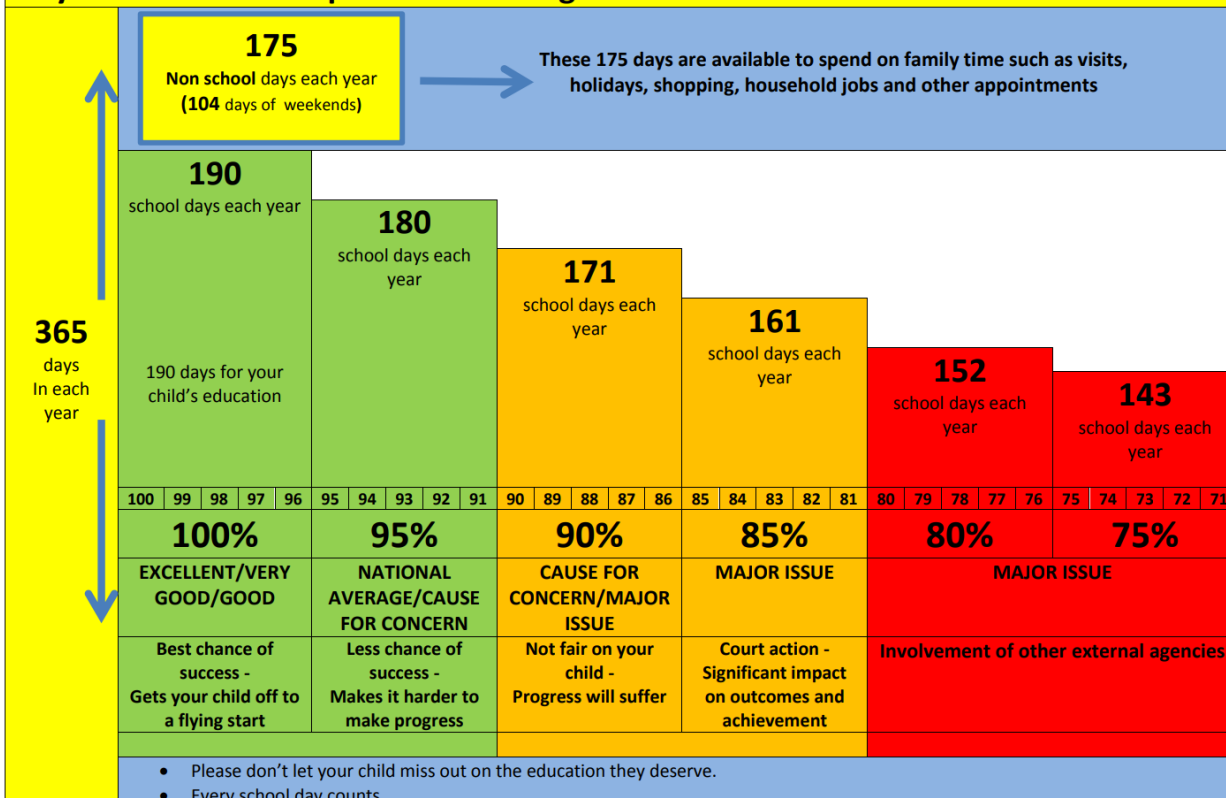 175
Non school days each year
(104 days of weekends)
These 175 days are available to spend on family time such as visits,
holidays, shopping, household jobs and other appointments
365
days
In each
year
190
school days each year
190 days for your
child's education
180
school days each
year
171
school days each
year
161
school days each
year
152
school days each
year
143
school days each
year
100 99 98 97 96 95 94 93 92 91 90 89 88 87 86 85 84 83 82 81 80 79 78 77 76 75 74 73 72 71
100% 95% 90% 85% 80% 75%
EXCELLENT/VERY
GOOD/GOOD
NATIONAL
AVERAGE/CAUSE
FOR CONCERN
CAUSE FOR
CONCERN/MAJOR
ISSUE
MAJOR ISSUE
MAJOR ISSUE
Best chance of
success -
Gets your child off to
a flying start
Less chance of
success -
Makes it harder to
make progress
Not fair on your
child -
Progress will suffer
Court action -
Significant impact
on outcomes and
achievement
Involvement of other external agencies
• Please don't let your child miss out on the education they deserve.
• Every school day counts